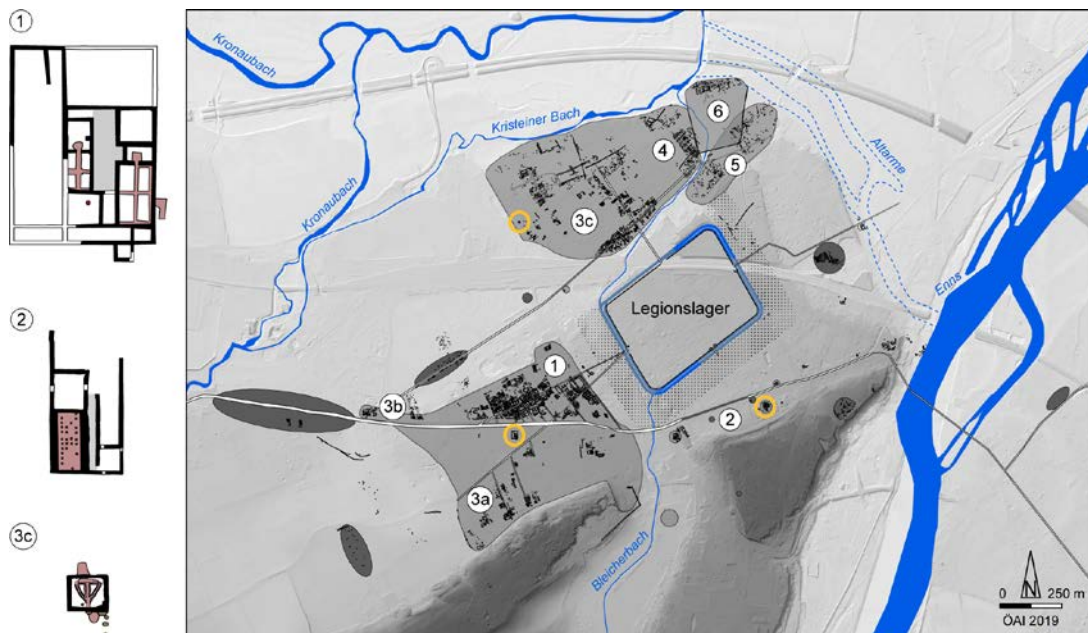 1
2
3c
Kronaubach
Kristeiner Bach
Kronaubach
Altarme
Enns
6
4
5
3c
Legionslager
1
3b
2
3a
Bleicherbach
N
0 250 m
ÖAI 2019